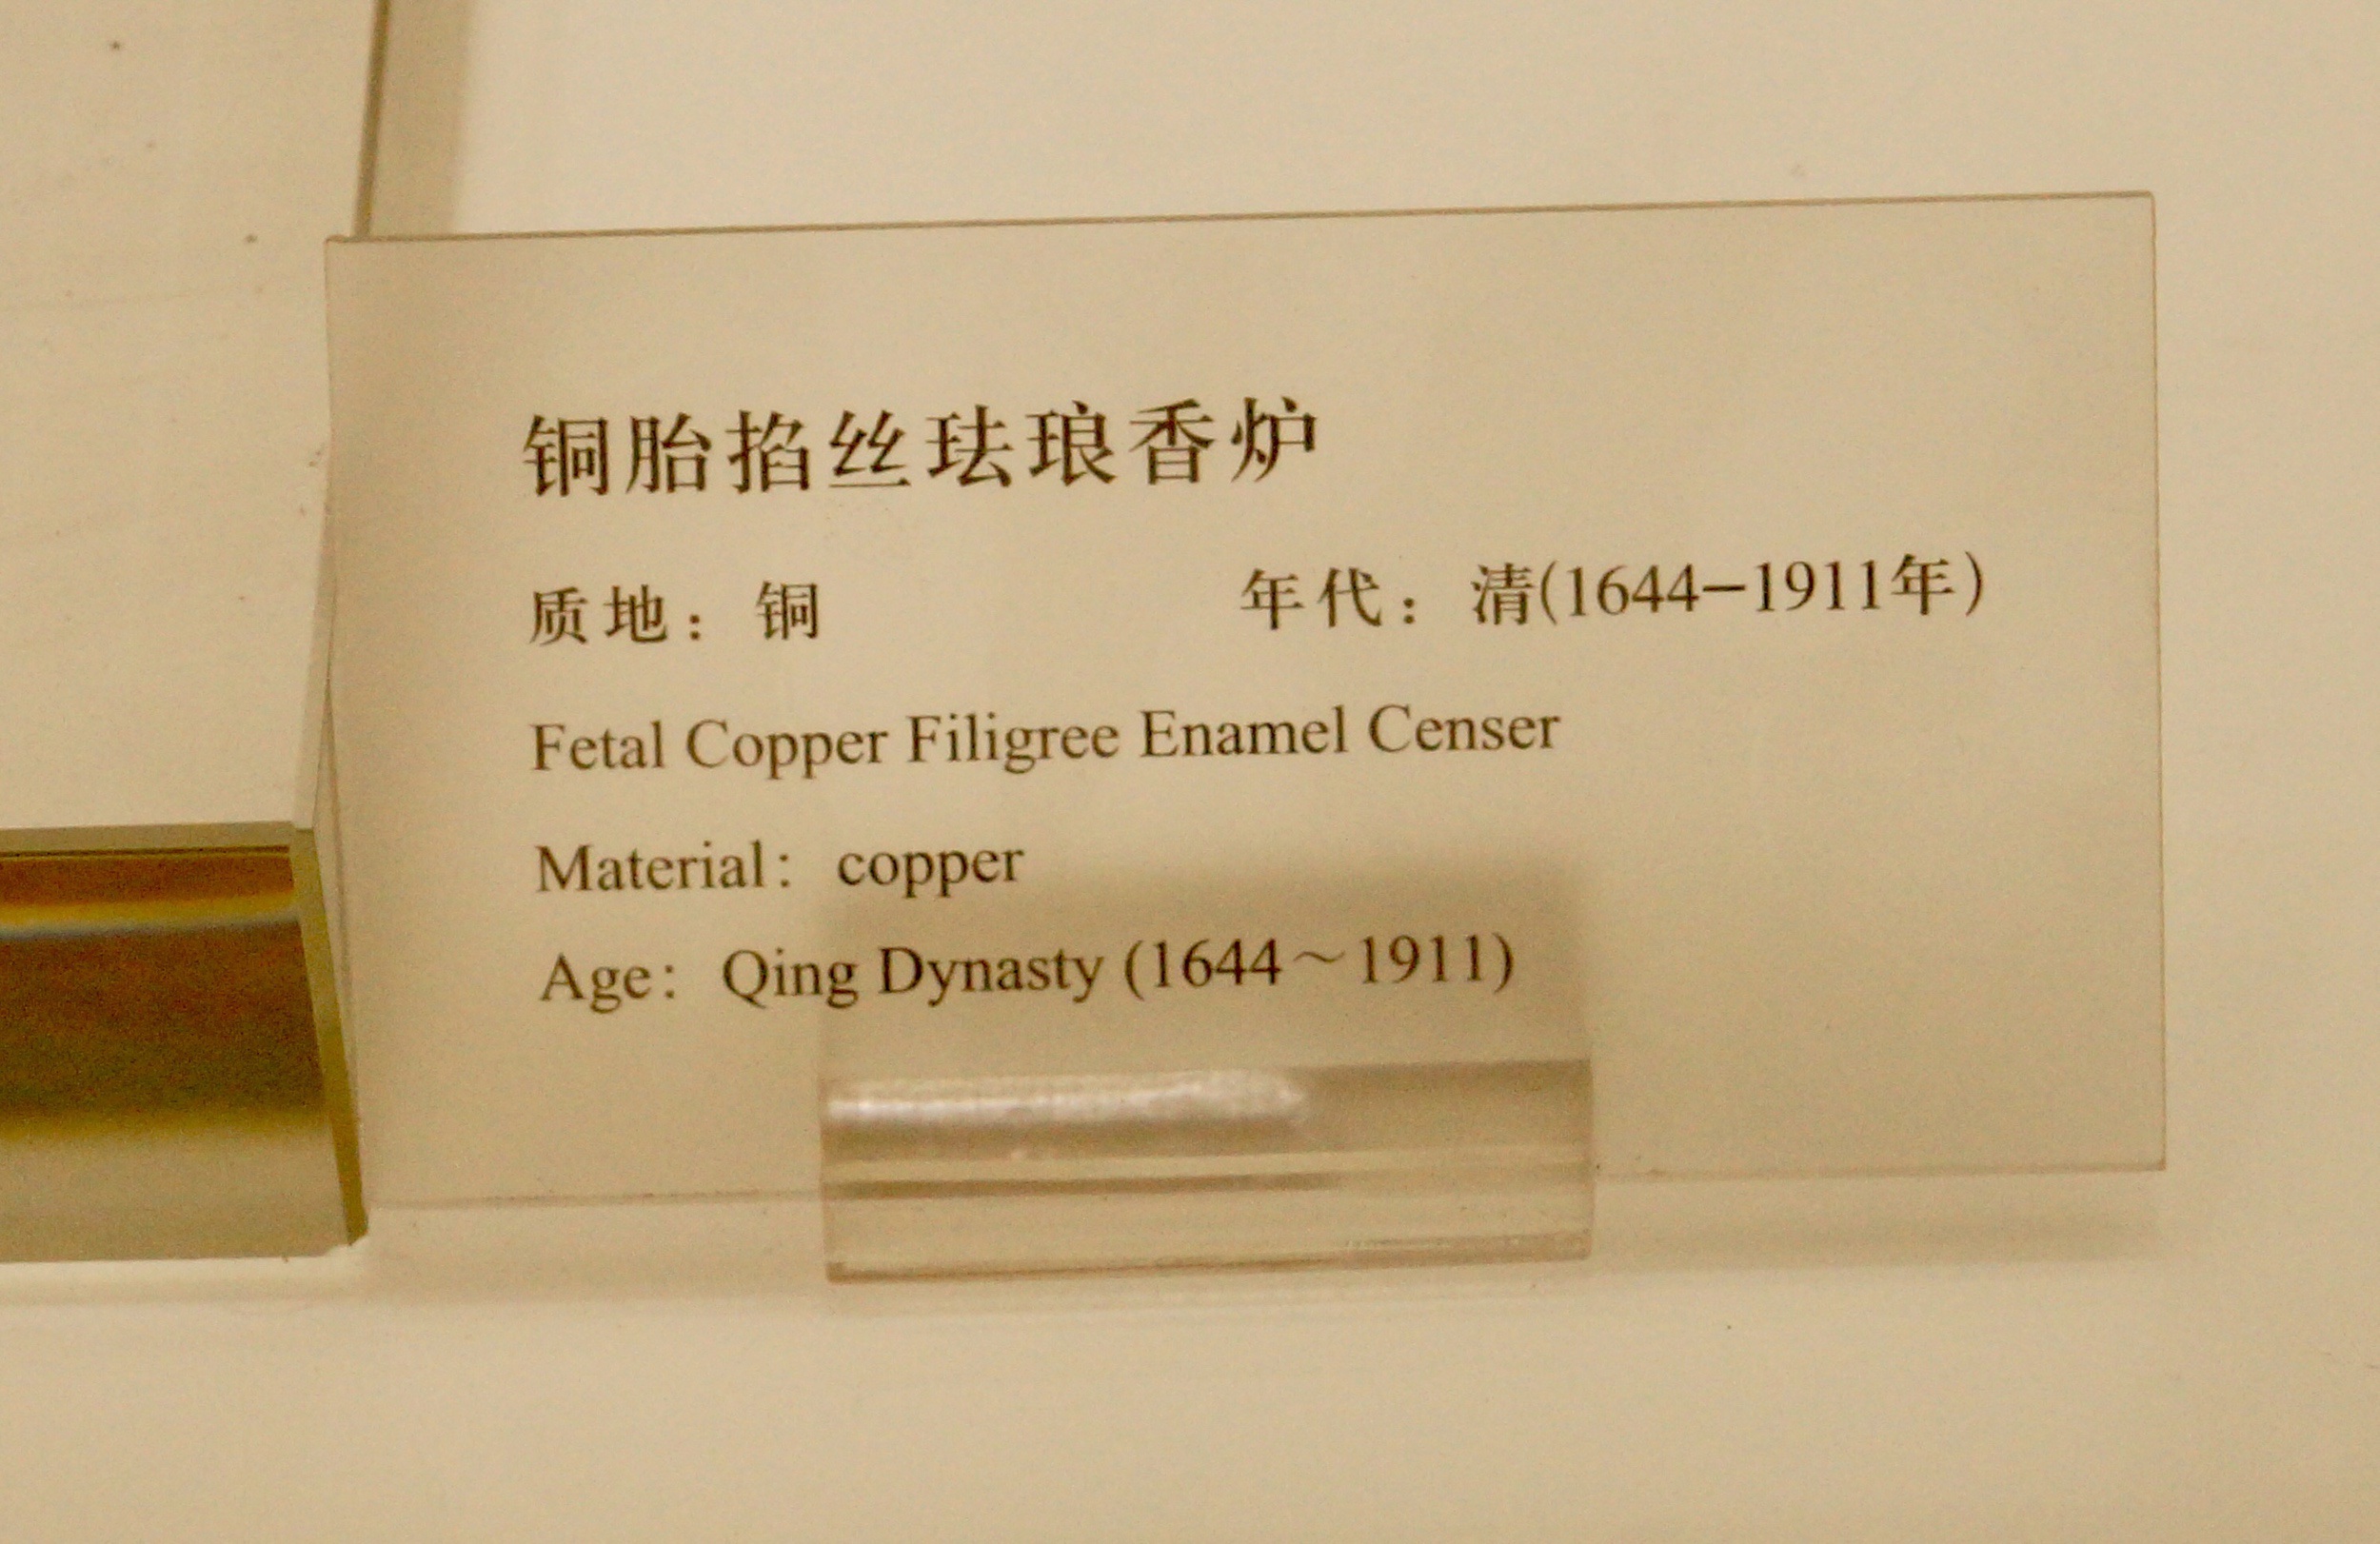 铜胎掐丝珐琅香炉
质地：铜 年代：清(1644-1911年)
Fetal Copper Filigree Enamel Censer
Material: copper
Age: Qing Dynasty (1644～1911)